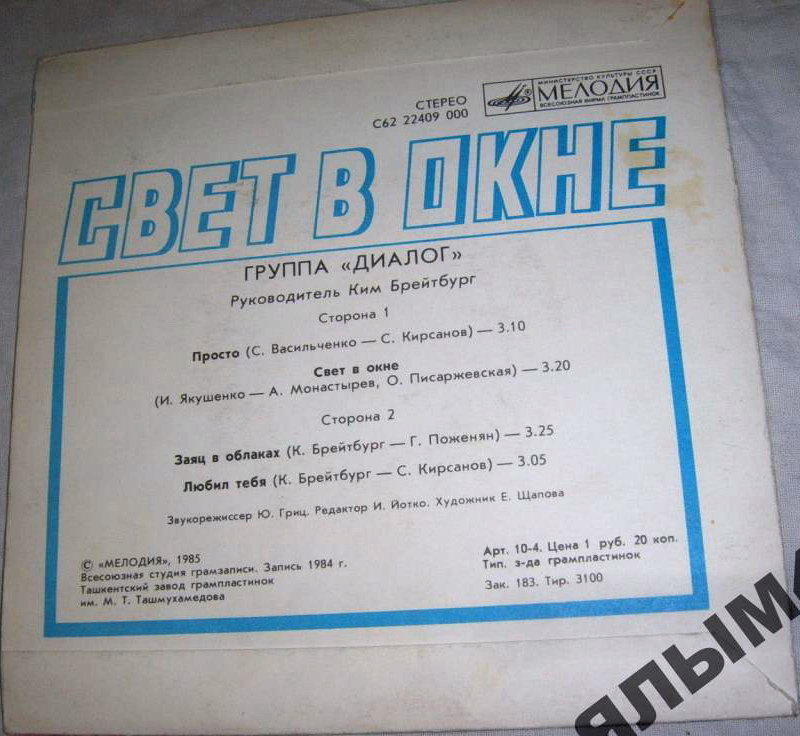 СТЕРЕО
С62 22409 000
МИНИСТЕРСТВО КУЛЬТУРЫ СССР
МЕЛОДИЯ
ВСЕСОЮЗНАЯ ФИРМА ГРАМПЛАСТИНОК
СВЕТ В ОКНЕ
ГРУППА «ДИАЛОГ»
Руководитель Ким Брейтбург
Сторона 1
Просто (С. Васильченко — С. Кирсанов) — 3.10
Свет в окне
(И. Якушенко — А. Монастырев, О. Писаржевская) — 3.20
Сторона 2
Заяц в облаках (К. Брейтбург — Г. Поженян) — 3.25
Любил тебя (К. Брейтбург — С. Кирсанов) — 3.05
Звукорежиссер Ю. Гриц. Редактор И. Йотко. Художник Е. Щапова
© «МЕЛОДИЯ», 1985
Всесоюзная студия грамзаписи. Запись 1984 г.
Ташкентский завод грампластинок
им. М. Т. Ташмухамедова
Арт. 10-4. Цена 1 руб. 20 коп.
Тип. з-да грампластинок
Зак. 183. Тир. 3100